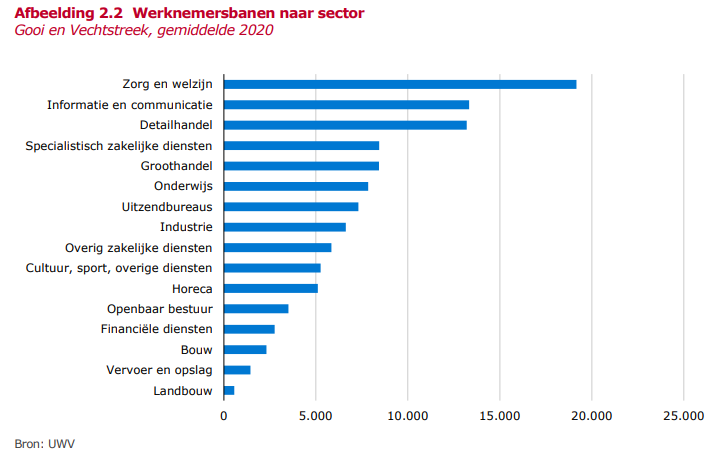 Afbeelding 2.2 Werknemersbanen naar sector
Gooi en Vechtstreek, gemiddelde 2020
Zorg en welzijn
Informatie en communicatie
Detailhandel
Specialistisch zakelijke diensten
Groothandel
Onderwijs
Uitzendbureaus
Industrie
Overig zakelijke diensten
Cultuur, sport, overige diensten
Horeca
Openbaar bestuur
Financiële diensten
Bouw
Vervoer en opslag
Landbouw
0 5.000 10.000 15.000 20.000 25.000
Bron: UWV